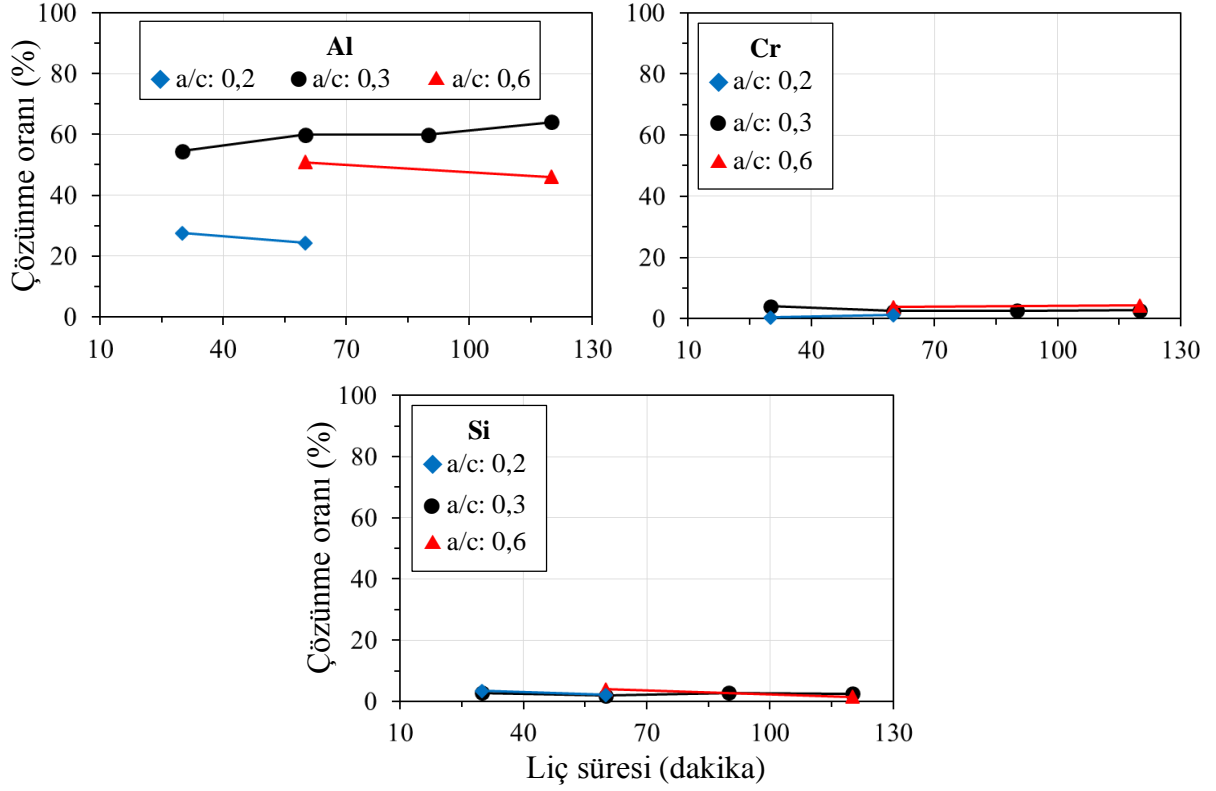 Çözünme oranı (%)
100
80
60
40
20
0
Al
a/c: 0,2 a/c: 0,3 a/c: 0,6
10 40 70 100 130
100
80
60
40
20
0
Cr
a/c: 0,2
a/c: 0,3
a/c: 0,6
10 40 70 100 130
Çözünme oranı (%)
100
80
60
40
20
0
Si
a/c: 0,2
a/c: 0,3
a/c: 0,6
10 40 70 100 130
Liç süresi (dakika)